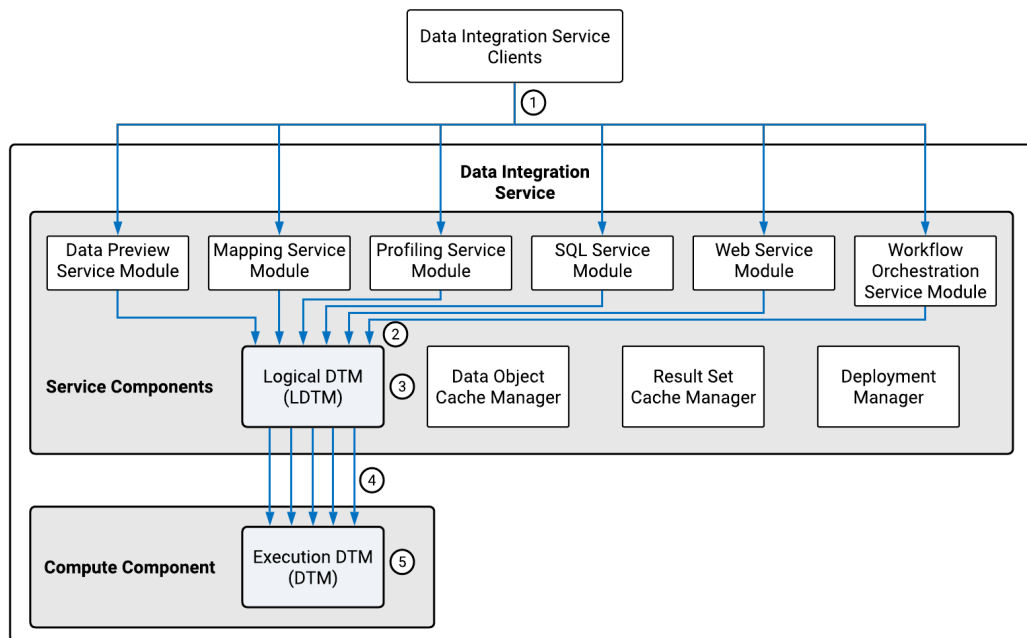 Data Integration Service
Clients
1
Data Integration
Service
Data Preview
Service Module
Mapping Service
Module
Profiling Service
Module
SQL Service
Module
Web Service
Module
Workflow
Orchestration
Service Module
2
Service Components
Logical DTM
(LDTM)
3
Data Object
Cache Manager
Result Set
Cache Manager
Deployment
Manager
4
Compute Component
Execution DTM
(DTM)
5